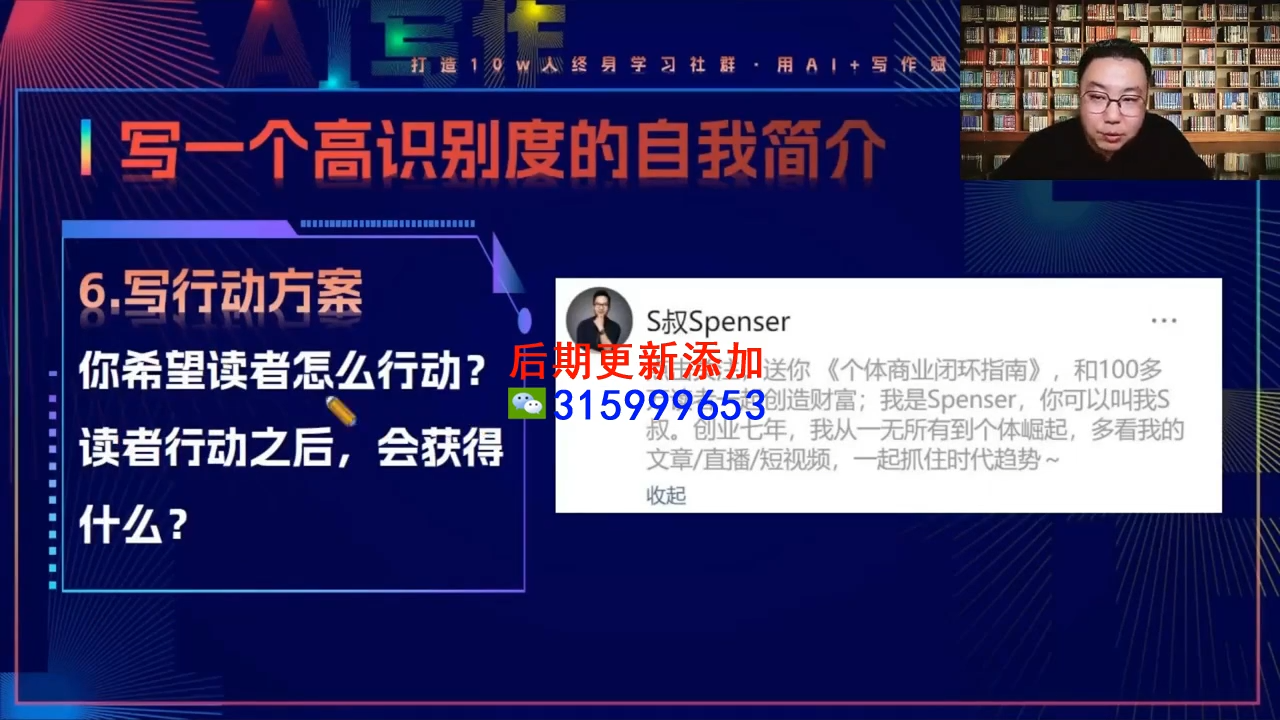 AI写作
打造10w人终身学习社群·用AI+写作赋
写一个高识别度的自我简介
6.写行动方案
你希望读者怎么行动?
读者行动之后，会获得
什么?
S叔Spenser
后期更新添加
315999653
送你《个体商业闭环指南》，和100多
创造财富；我是Spenser，你可以叫我S
叔。创业七年，我从一无所有到个体崛起，多看我的
文章/直播/短视频，一起抓住时代趋势~
收起